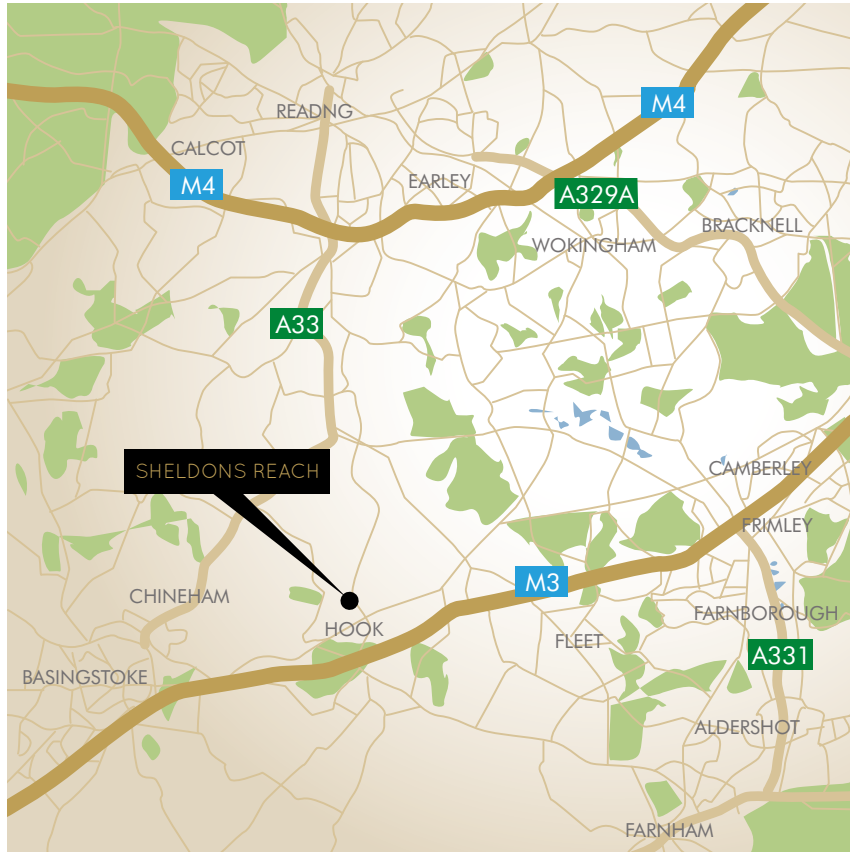 M4
READNG
CALCOT
M4
EARLEY
A329A
BRACKNELL
WOKINGHAM
A33
SHELDONS REACH
CAMBERLEY
FRIMLEY
M3
CHINEHAM
FARNBOROUGH
HOOK
FLEET
A331
BASINGSTOKE
ALDERSHOT
FARNHAM